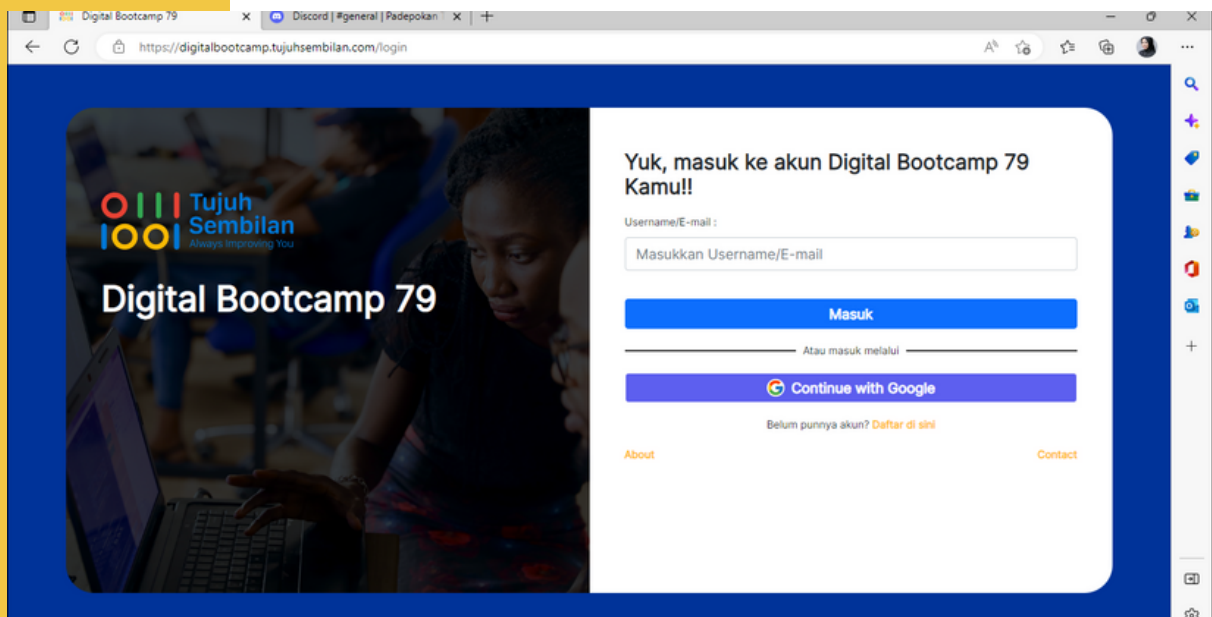 Digital Bootcamp 79
Discord | #general | Padepokan
https://digitalbootcamp.tujuhsembilan.com/login
Tujuh
Sembilan
Always Improving You
Digital Bootcamp 79
Yuk, masuk ke akun Digital Bootcamp 79
Kamu!!
Username/E-mail :
Masukkan Username/E-mail
Masuk
Atau masuk melalui
Continue with Google
Belum punnya akun? Daftar di sini
About
Contact